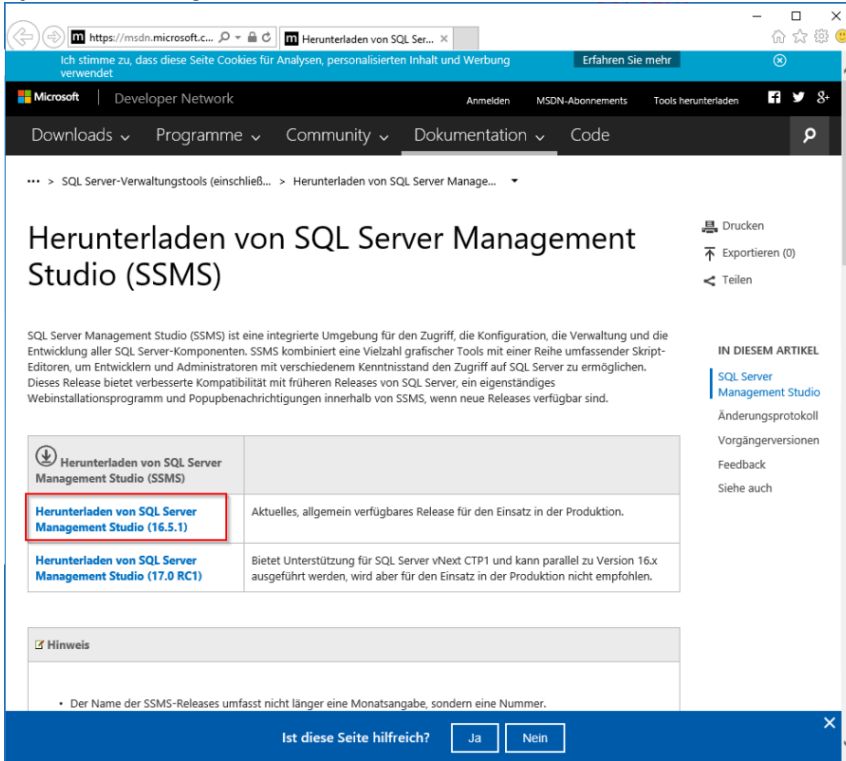 https://msdn.microsoft.c...
Herunterladen von SQL Ser...
Ich stimme zu, dass diese Seite Cookies für Analysen, personalisierten Inhalt und Werbung
verwendet
Erfahren Sie mehr
Microsoft
Developer Network
Anmelden
MSDN-Abonnements
Tools herunterladen
Downloads
Programme
Community
Dokumentation
Code
••• > SQL Server-Verwaltungstools (einschließ... > Herunterladen von SQL Server Manage...
Herunterladen von SQL Server Management
Studio (SSMS)
Drucken
Exportieren (0)
Teilen
SQL Server Management Studio (SSMS) ist eine integrierte Umgebung für den Zugriff, die Konfiguration, die Verwaltung und die
Entwicklung aller SQL Server-Komponenten. SSMS kombiniert eine Vielzahl grafischer Tools mit einer Reihe umfassender Skript-
Editoren, um Entwicklern und Administratoren mit verschiedenem Kenntnisstand den Zugriff auf SQL Server zu ermöglichen.
Dieses Release bietet verbesserte Kompatibilität mit früheren Releases von SQL Server, ein eigenständiges
Webinstallationsprogramm und Popupbenachrichtigungen innerhalb von SSMS, wenn neue Releases verfügbar sind.
IN DIESEM ARTIKEL
SQL Server
Management Studio
Änderungsprotokoll
Vorgängerversionen
Feedback
Siehe auch
Herunterladen von SQL Server
Management Studio (SSMS)
Herunterladen von SQL Server
Management Studio (16.5.1)
Aktuelles, allgemein verfügbares Release für den Einsatz in der Produktion.
Herunterladen von SQL Server
Management Studio (17.0 RC1)
Bietet Unterstützung für SQL Server vNext CTP1 und kann parallel zu Version 16.x
ausgeführt werden, wird aber für den Einsatz in der Produktion nicht empfohlen.
Hinweis
• Der Name der SSMS-Releases umfasst nicht länger eine Monatsangabe, sondern eine Nummer.
Ist diese Seite hilfreich?
Ja
Nein